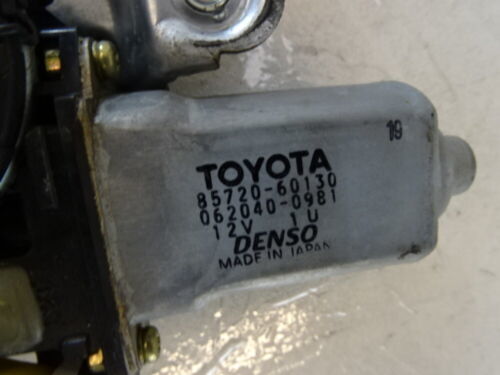 19
TOYOTA
85720-60130
062040-0981
12V 1U
DENSO
MADE IN JAPAN